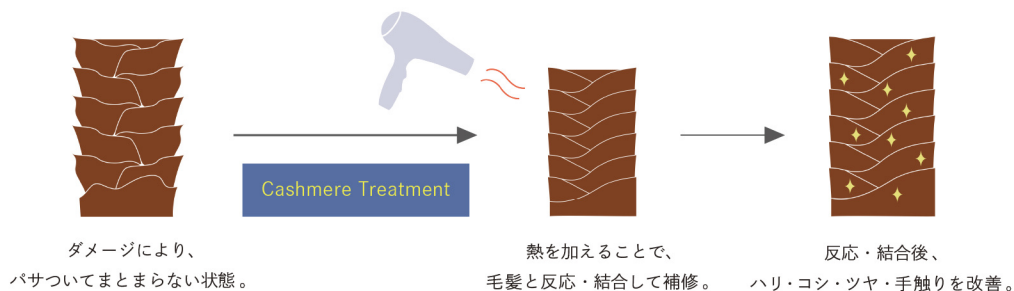 Cashmere Treatment
ダメージにより、
パサついてまとまらない状態。
熱を加えることで、
毛髪と反応・結合して補修。
反応・結合後、
ハリ・コシ・ツヤ・手触りを改善。